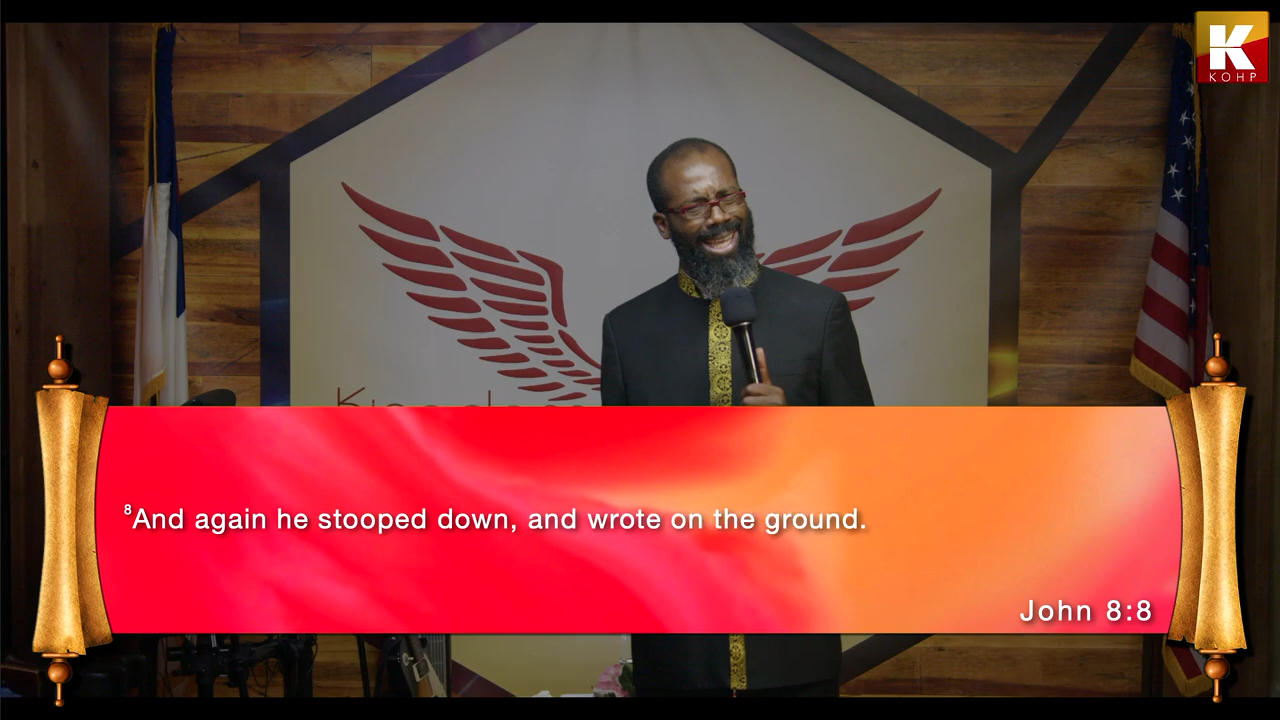 K
KOHP
⁸And again he stooped down, and wrote on the ground.
John 8:8